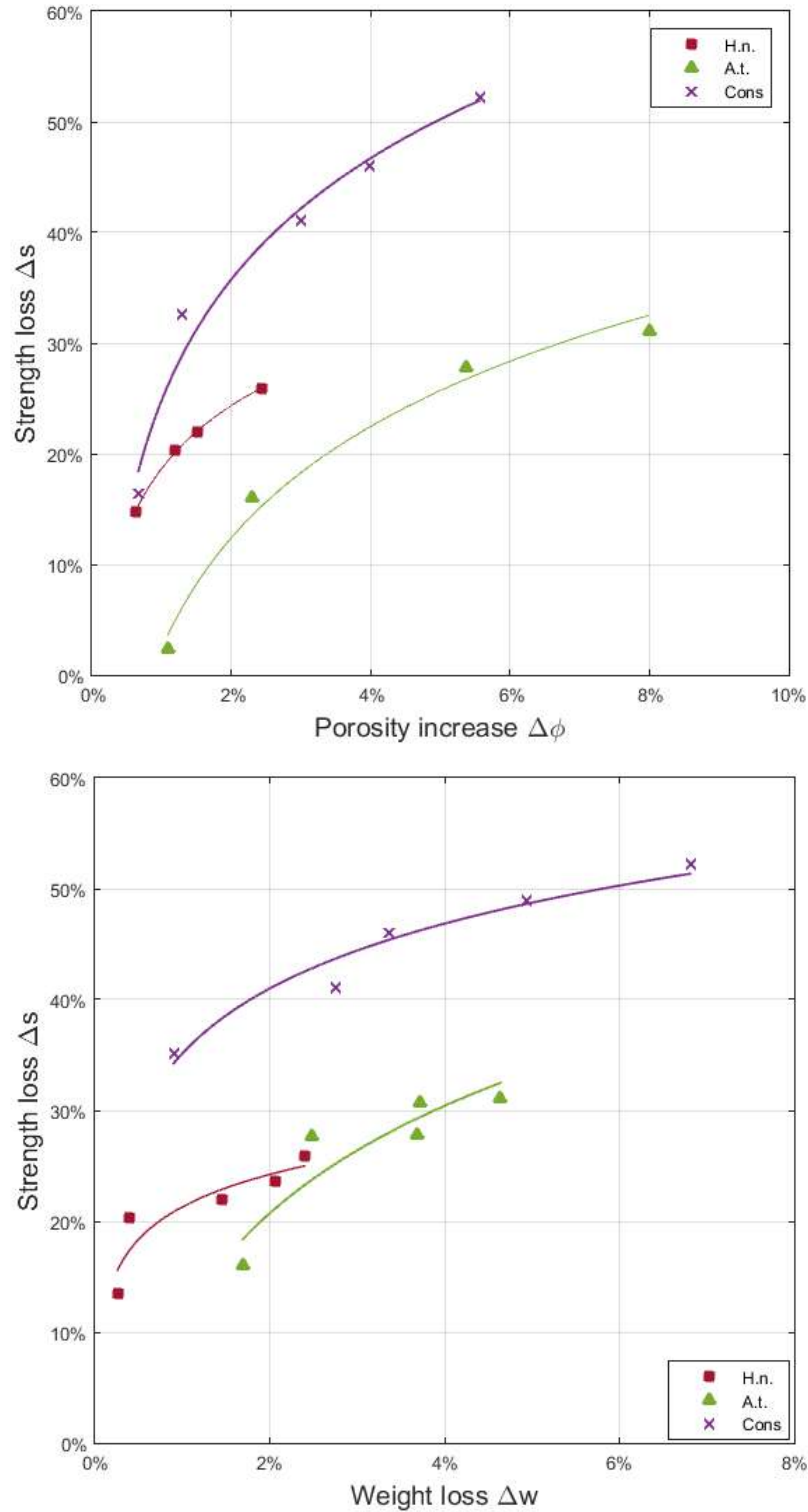 60%
50%
40%
30%
20%
10%
0%
Strength loss Δs
H.n.
A.t.
Cons
0% 2% 4% 6% 8% 10%
Porosity increase Δϕ
60%
50%
40%
30%
20%
10%
0%
Strength loss Δs
H.n.
A.t.
Cons
0% 2% 4% 6% 8%
Weight loss Δw